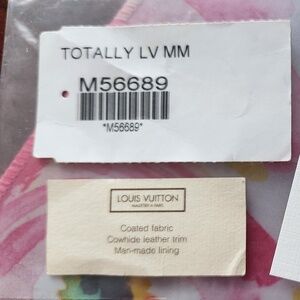 TOTALLY LV MM
M56689
*M56689*
LOUIS VUITTON
MALLETIER A PARIS
Coated fabric
Cowhide leather trim
Man-made lining